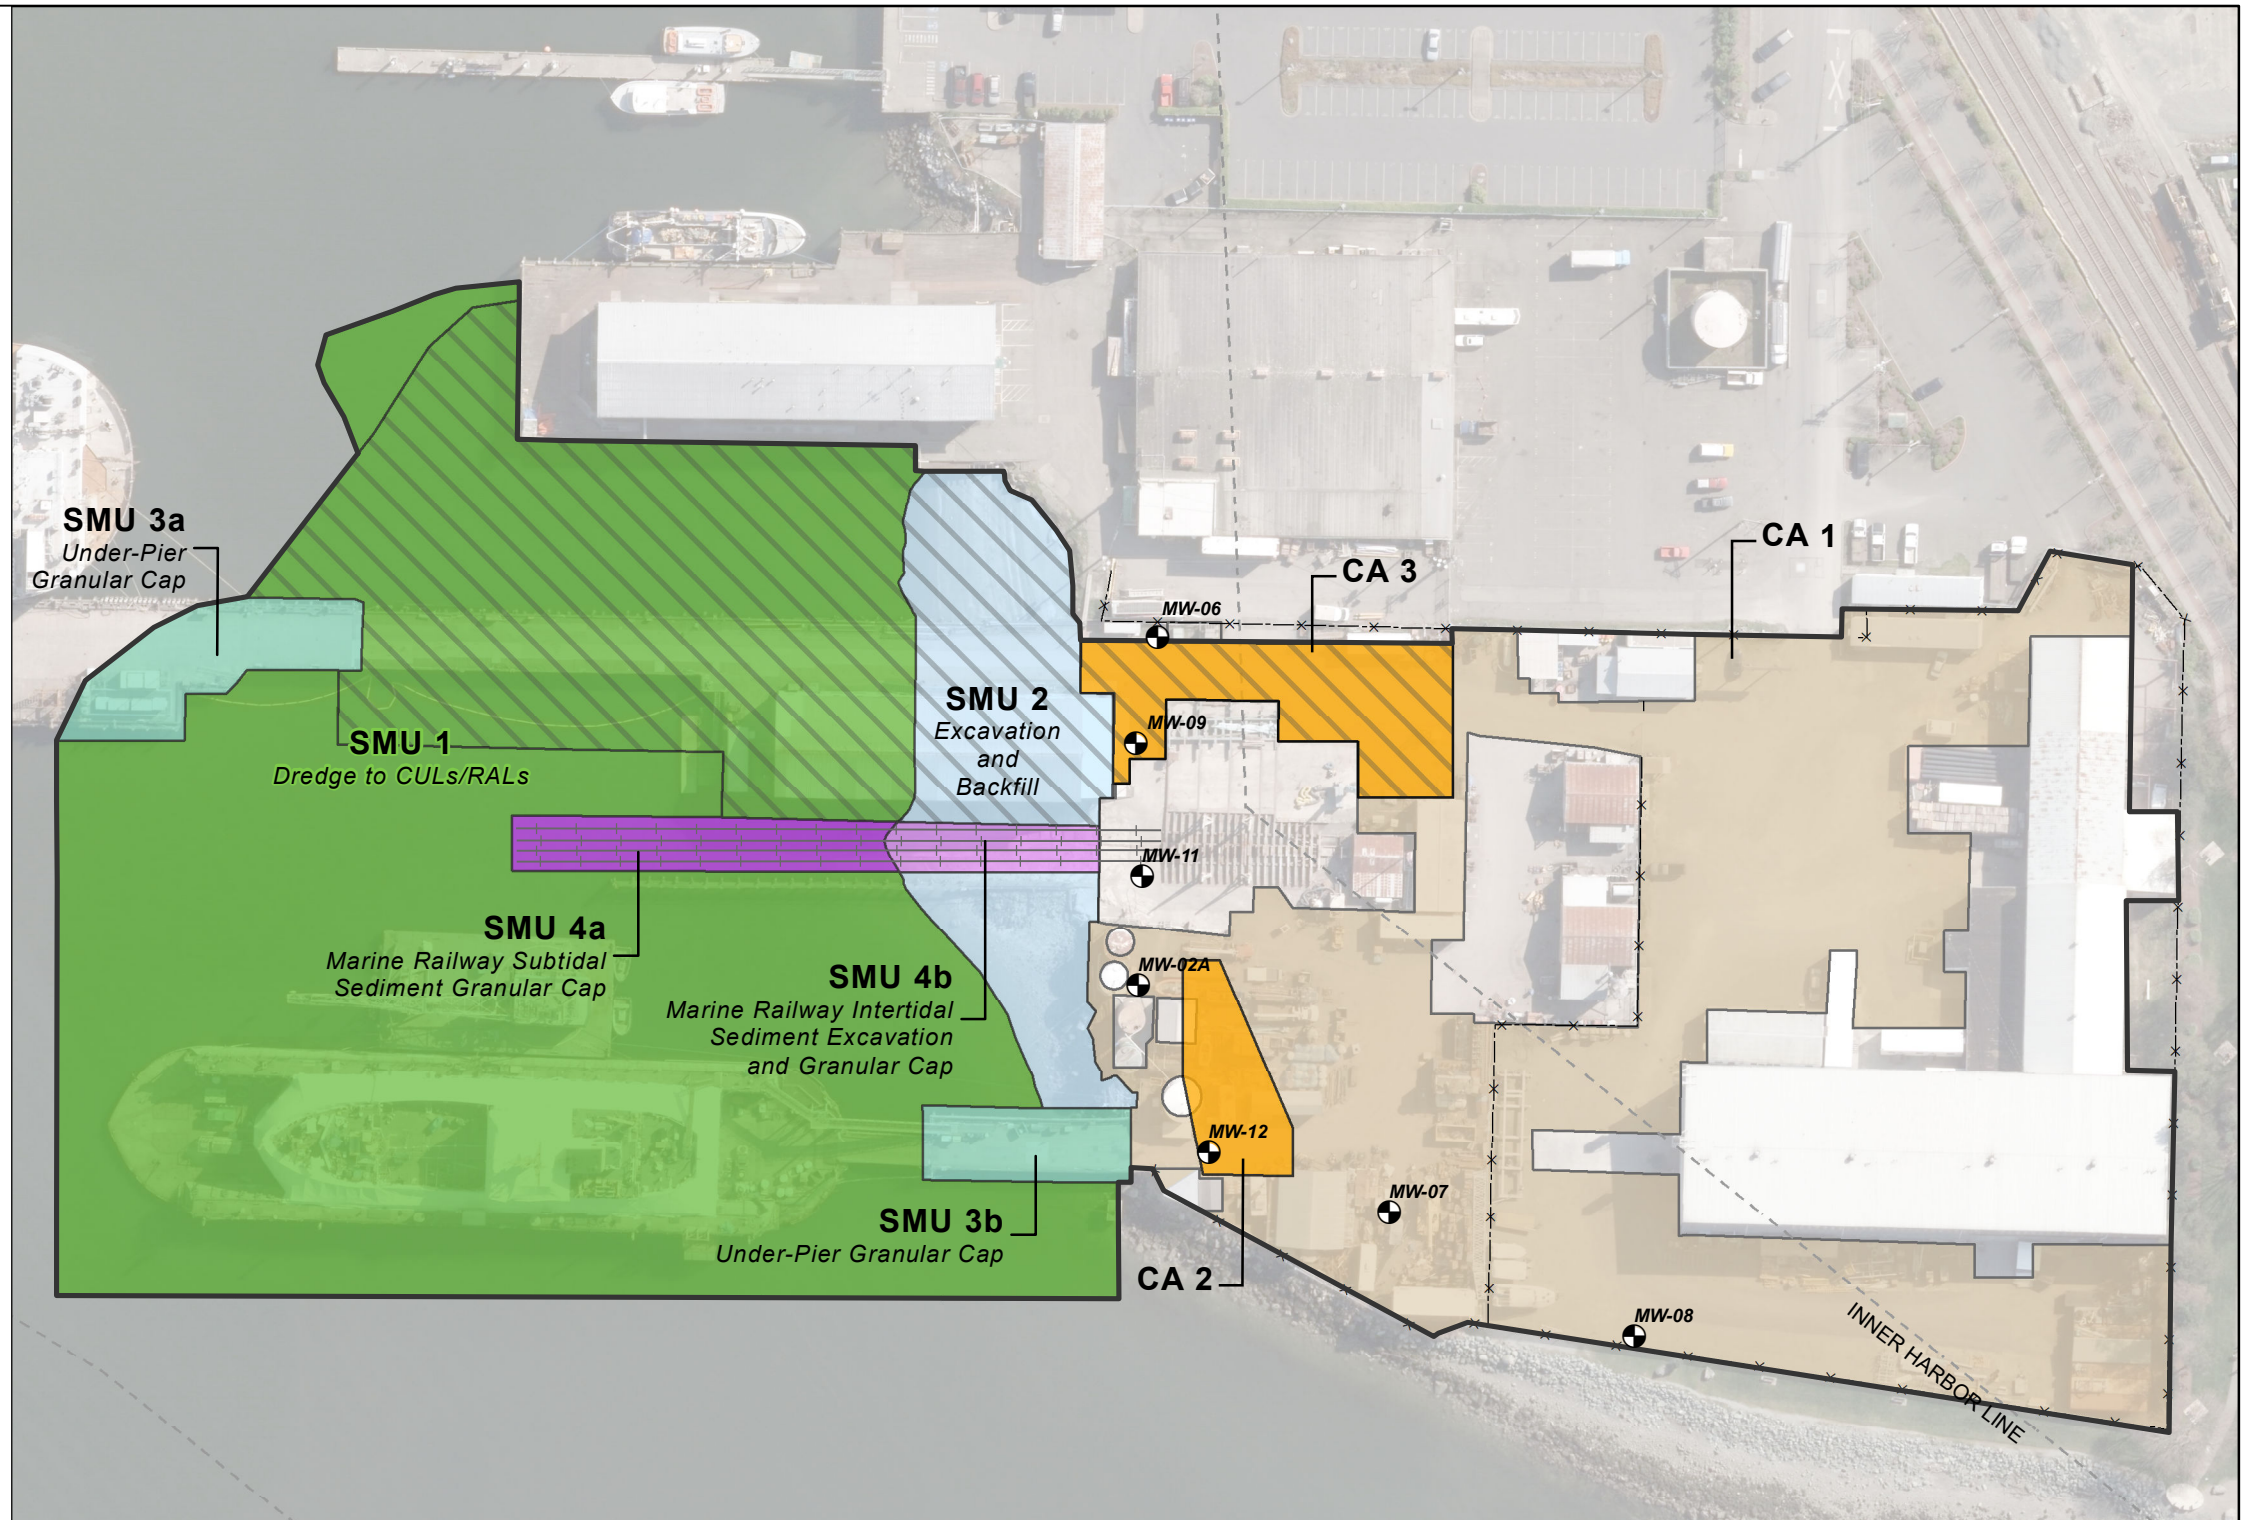 SMU 3a
Under-Pier
Granular Cap
CA 1
CA 3
MW-06
SMU 2
Excavation
and
Backfill
MW-09
SMU 1
Dredge to CULs/RALs
MW-11
SMU 4a
Marine Railway Subtidal
Sediment Granular Cap
SMU 4b
Marine Railway Intertidal
Sediment Excavation
and Granular Cap
MW-02A
MW-12
MW-07
SMU 3b
Under-Pier Granular Cap
CA 2
MW-08
INNER HARBOR LINE